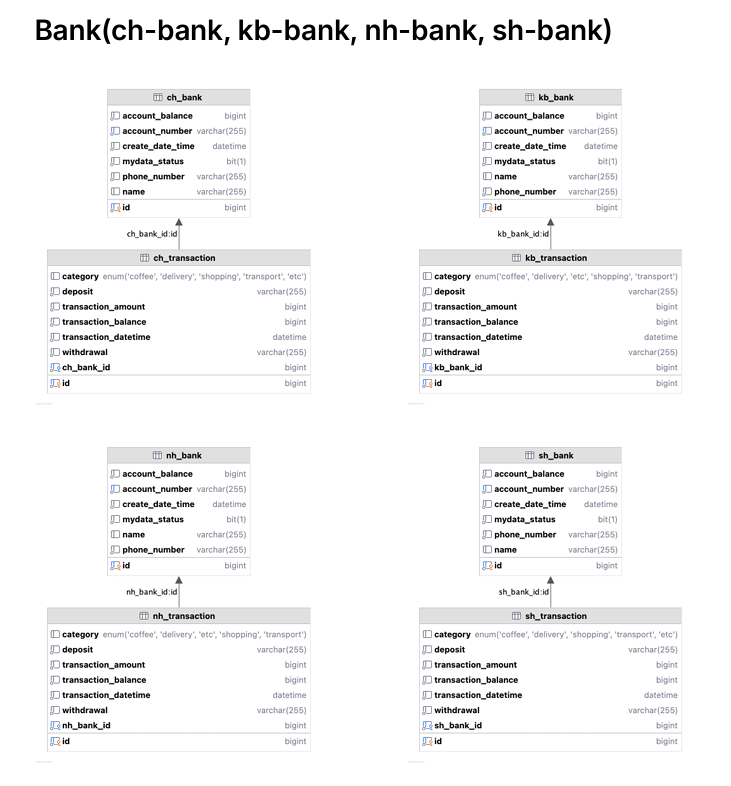 Bank(ch-bank, kb-bank, nh-bank, sh-bank)
ch_bank
account_balance bigint
account_number varchar(255)
create_date_time datetime
mydata_status bit(1)
phone_number varchar(255)
name varchar(255)
id bigint
ch_bank_id:id
ch_transaction
category enum('coffee', 'delivery', 'shopping', 'transport', 'etc')
deposit varchar(255)
transaction_amount bigint
transaction_balance bigint
transaction_datetime datetime
withdrawal varchar(255)
ch_bank_id bigint
id bigint
kb_bank
account_balance bigint
account_number varchar(255)
create_date_time datetime
mydata_status bit(1)
name varchar(255)
phone_number varchar(255)
id bigint
kb_bank_id:id
kb_transaction
category enum('coffee', 'delivery', 'etc', 'shopping', 'transport')
deposit varchar(255)
transaction_amount bigint
transaction_balance bigint
transaction_datetime datetime
withdrawal varchar(255)
kb_bank_id bigint
id bigint
nh_bank
account_balance bigint
account_number varchar(255)
create_date_time datetime
mydata_status bit(1)
name varchar(255)
phone_number varchar(255)
id bigint
nh_bank_id:id
nh_transaction
category enum('coffee', 'delivery', 'etc', 'shopping', 'transport')
deposit varchar(255)
transaction_amount bigint
transaction_balance bigint
transaction_datetime datetime
withdrawal varchar(255)
nh_bank_id bigint
id bigint
sh_bank
account_balance bigint
account_number varchar(255)
create_date_time datetime
mydata_status bit(1)
phone_number varchar(255)
name varchar(255)
id bigint
sh_bank_id:id
sh_transaction
category enum('coffee', 'delivery', 'shopping', 'transport', 'etc')
deposit varchar(255)
transaction_amount bigint
transaction_balance bigint
transaction_datetime datetime
withdrawal varchar(255)
sh_bank_id bigint
id bigint